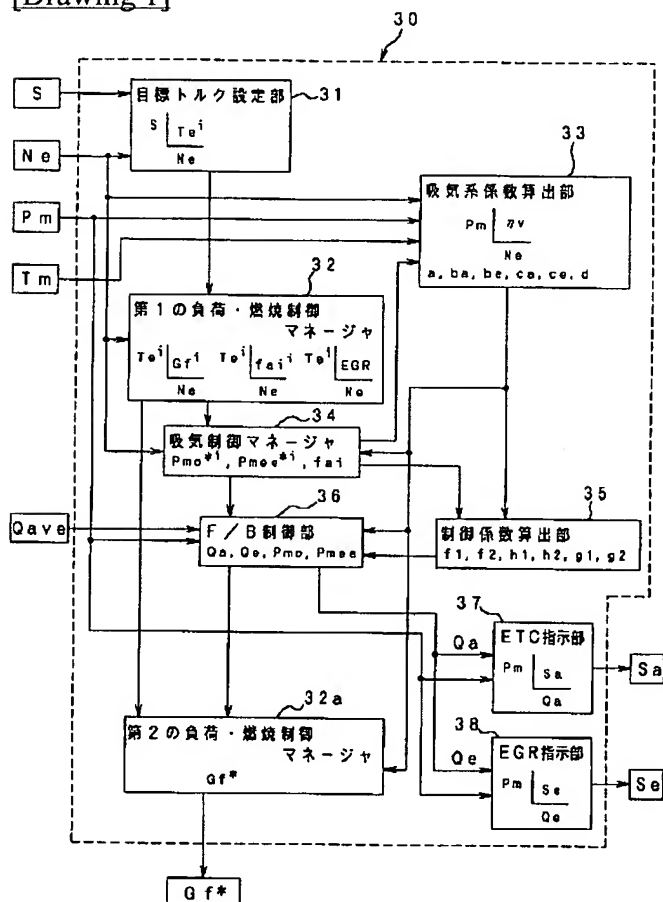 [Drawing 1]
30
S
Ne
Pm
Tm
目標トルク設定部
31
S Te^i
Ne
33
吸気系係数算出部
Pm ηv
Ne
a, ba, be, ca, ce, d
32
第1の負荷・燃焼制御
マネージャ
Te^i Gf^i Te^i fai^i Te^i EGR
Ne Ne Ne
34
吸気制御マネージャ
Pmo*^i, Pmee*^i, fai
36
Qave
F/B制御部
Qa, Qe, Pmo, Pmee
35
制御係数算出部
f1, f2, h1, h2, g1, g2
37
Qa
ETC指示部
Pm Sa
Qa
Sa
32a
第2の負荷・燃焼制御
マネージャ
Gf*
38
Qe
EGR指示部
Pm Se
Qe
Se
Gf*